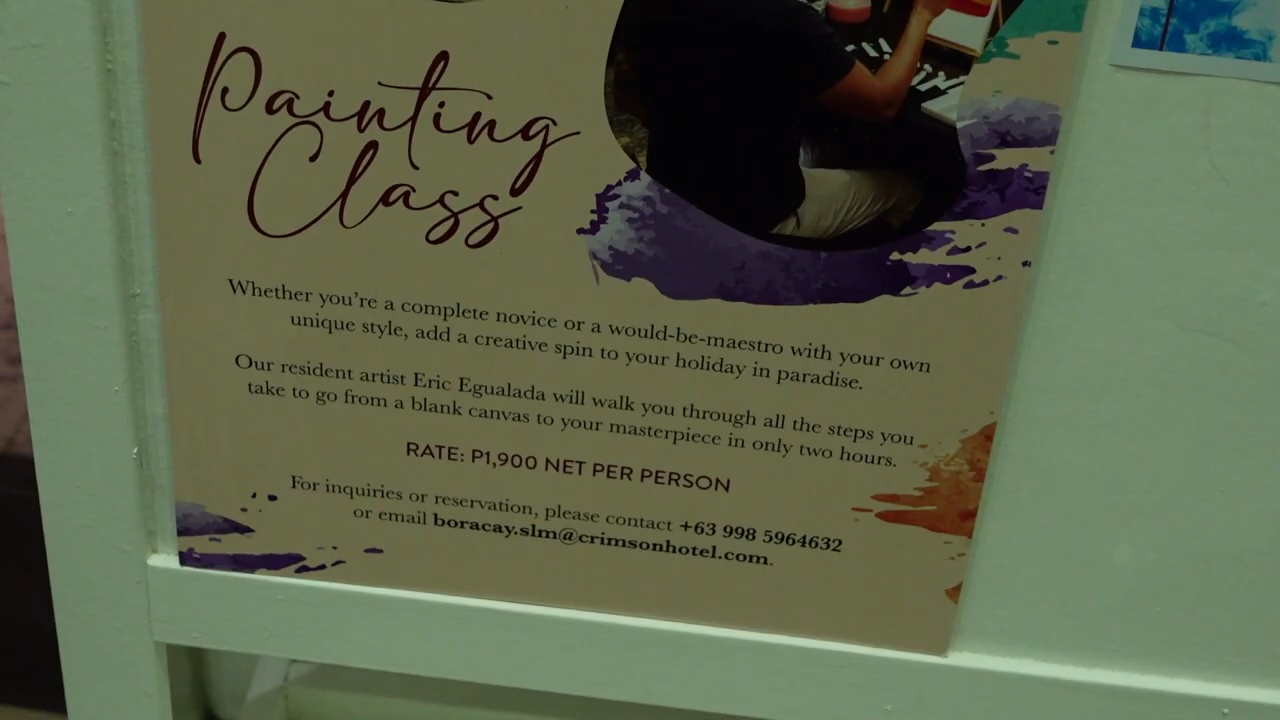 Painting
Class
Whether you're a complete novice or a would-be-maestro with your own
unique style, add a creative spin to your holiday in paradise.
Our resident artist Eric Egualada will walk you through all the steps you
take to go from a blank canvas to your masterpiece in only two hours.
RATE: P1,900 NET PER PERSON
For inquiries or reservation, please contact +63 998 5964632
or email boracay.slm@crimsonhotel.com.